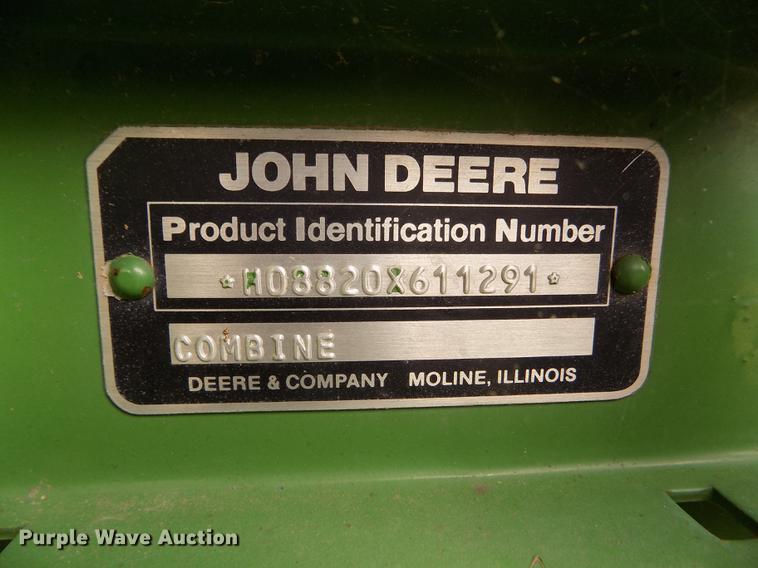 JOHN DEERE
Product Identification Number
*H08820X611291*
COMBINE
DEERE & COMPANY MOLINE, ILLINOIS
Purple Wave Auction